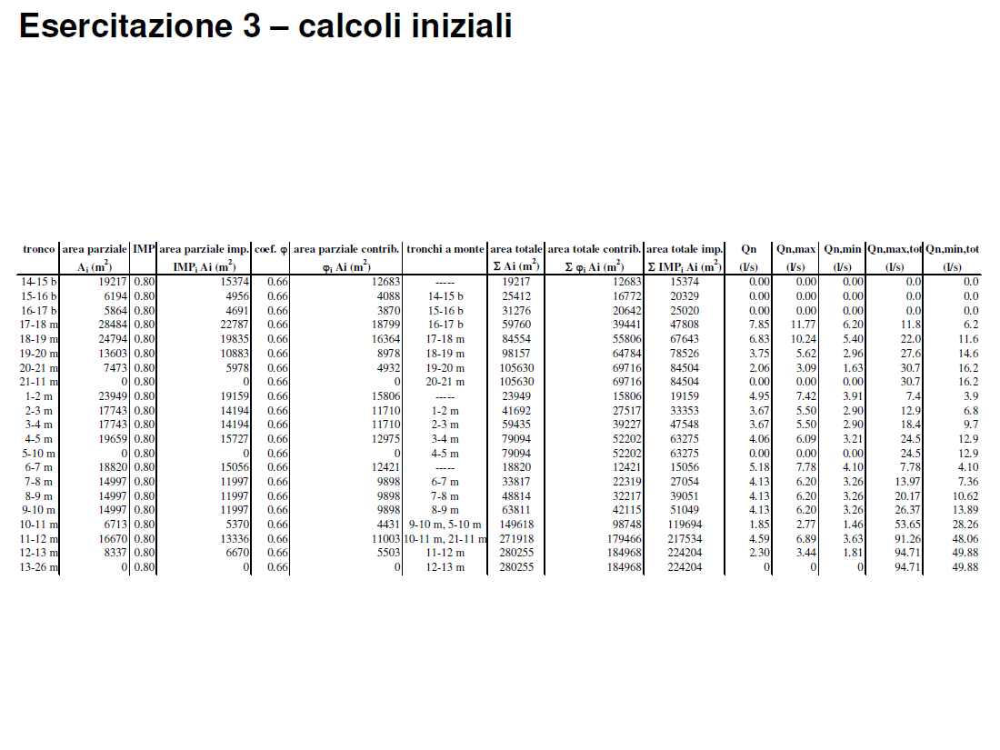 Esercitazione 3 – calcoli iniziali
tronco area parziale IMP area parziale imp. coef. φ area parziale contrib. tronchi a monte area totale area totale contrib. area totale imp. Qn Qn,max Qn,min Qn,max,tot Qn,min,tot
Ai (m2) IMPi Ai (m2) φi Ai (m2) Σ Ai (m2) Σ φi Ai (m2) Σ IMPi Ai (m2) (l/s) (l/s) (l/s) (l/s) (l/s)
14-15 b 19217 0.80 15374 0.66 12683 ----- 19217 12683 15374 0.00 0.00 0.00 0.0 0.0
15-16 b 6194 0.80 4956 0.66 4088 14-15 b 25412 16772 20329 0.00 0.00 0.00 0.0 0.0
16-17 b 5864 0.80 4691 0.66 3870 15-16 b 31276 20642 25020 0.00 0.00 0.00 0.0 0.0
17-18 m 28484 0.80 22787 0.66 18799 16-17 b 59760 39441 47808 7.85 11.77 6.20 11.8 6.2
18-19 m 24794 0.80 19835 0.66 16364 17-18 m 84554 55806 67643 6.83 10.24 5.40 22.0 11.6
19-20 m 13603 0.80 10883 0.66 8978 18-19 m 98157 64784 78526 3.75 5.62 2.96 27.6 14.6
20-21 m 7473 0.80 5978 0.66 4932 19-20 m 105630 69716 84504 2.06 3.09 1.63 30.7 16.2
21-11 m 0 0.80 0 0.66 0 20-21 m 105630 69716 84504 0.00 0.00 0.00 30.7 16.2
1-2 m 23949 0.80 19159 0.66 15806 ----- 23949 15806 19159 4.95 7.42 3.91 7.4 3.9
2-3 m 17743 0.80 14194 0.66 11710 1-2 m 41692 27517 33353 3.67 5.50 2.90 12.9 6.8
3-4 m 17743 0.80 14194 0.66 11710 2-3 m 59435 39227 47548 3.67 5.50 2.90 18.4 9.7
4-5 m 19659 0.80 15727 0.66 12975 3-4 m 79094 52202 63275 4.06 6.09 3.21 24.5 12.9
5-10 m 0 0.80 0 0.66 0 4-5 m 79094 52202 63275 0.00 0.00 0.00 24.5 12.9
6-7 m 18820 0.80 15056 0.66 12421 ----- 18820 12421 15056 5.18 7.78 4.10 7.78 4.10
7-8 m 14997 0.80 11997 0.66 9898 6-7 m 33817 22319 27054 4.13 6.20 3.26 13.97 7.36
8-9 m 14997 0.80 11997 0.66 9898 7-8 m 48814 32217 39051 4.13 6.20 3.26 20.17 10.62
9-10 m 14997 0.80 11997 0.66 9898 8-9 m 63811 42115 51049 4.13 6.20 3.26 26.37 13.89
10-11 m 6713 0.80 5370 0.66 4431 9-10 m, 5-10 m 149618 98748 119694 1.85 2.77 1.46 53.65 28.26
11-12 m 16670 0.80 13336 0.66 11003 10-11 m, 21-11 m 271918 179466 217534 4.59 6.89 3.63 91.26 48.06
12-13 m 8337 0.80 6670 0.66 5503 11-12 m 280255 184968 224204 2.30 3.44 1.81 94.71 49.88
13-26 m 0 0.80 0 0.66 0 12-13 m 280255 184968 224204 0 0 0 94.71 49.88